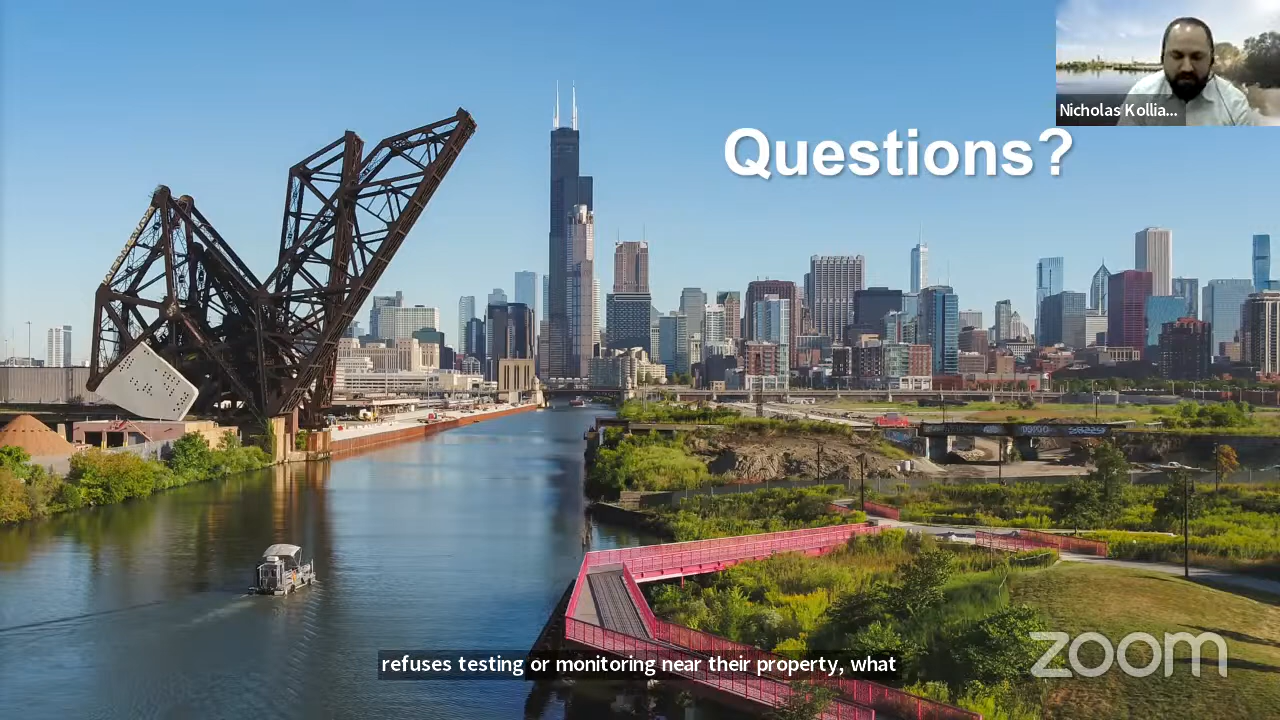 Nicholas Kollia...
Questions?
refuses testing or monitoring near their property, what
zoom